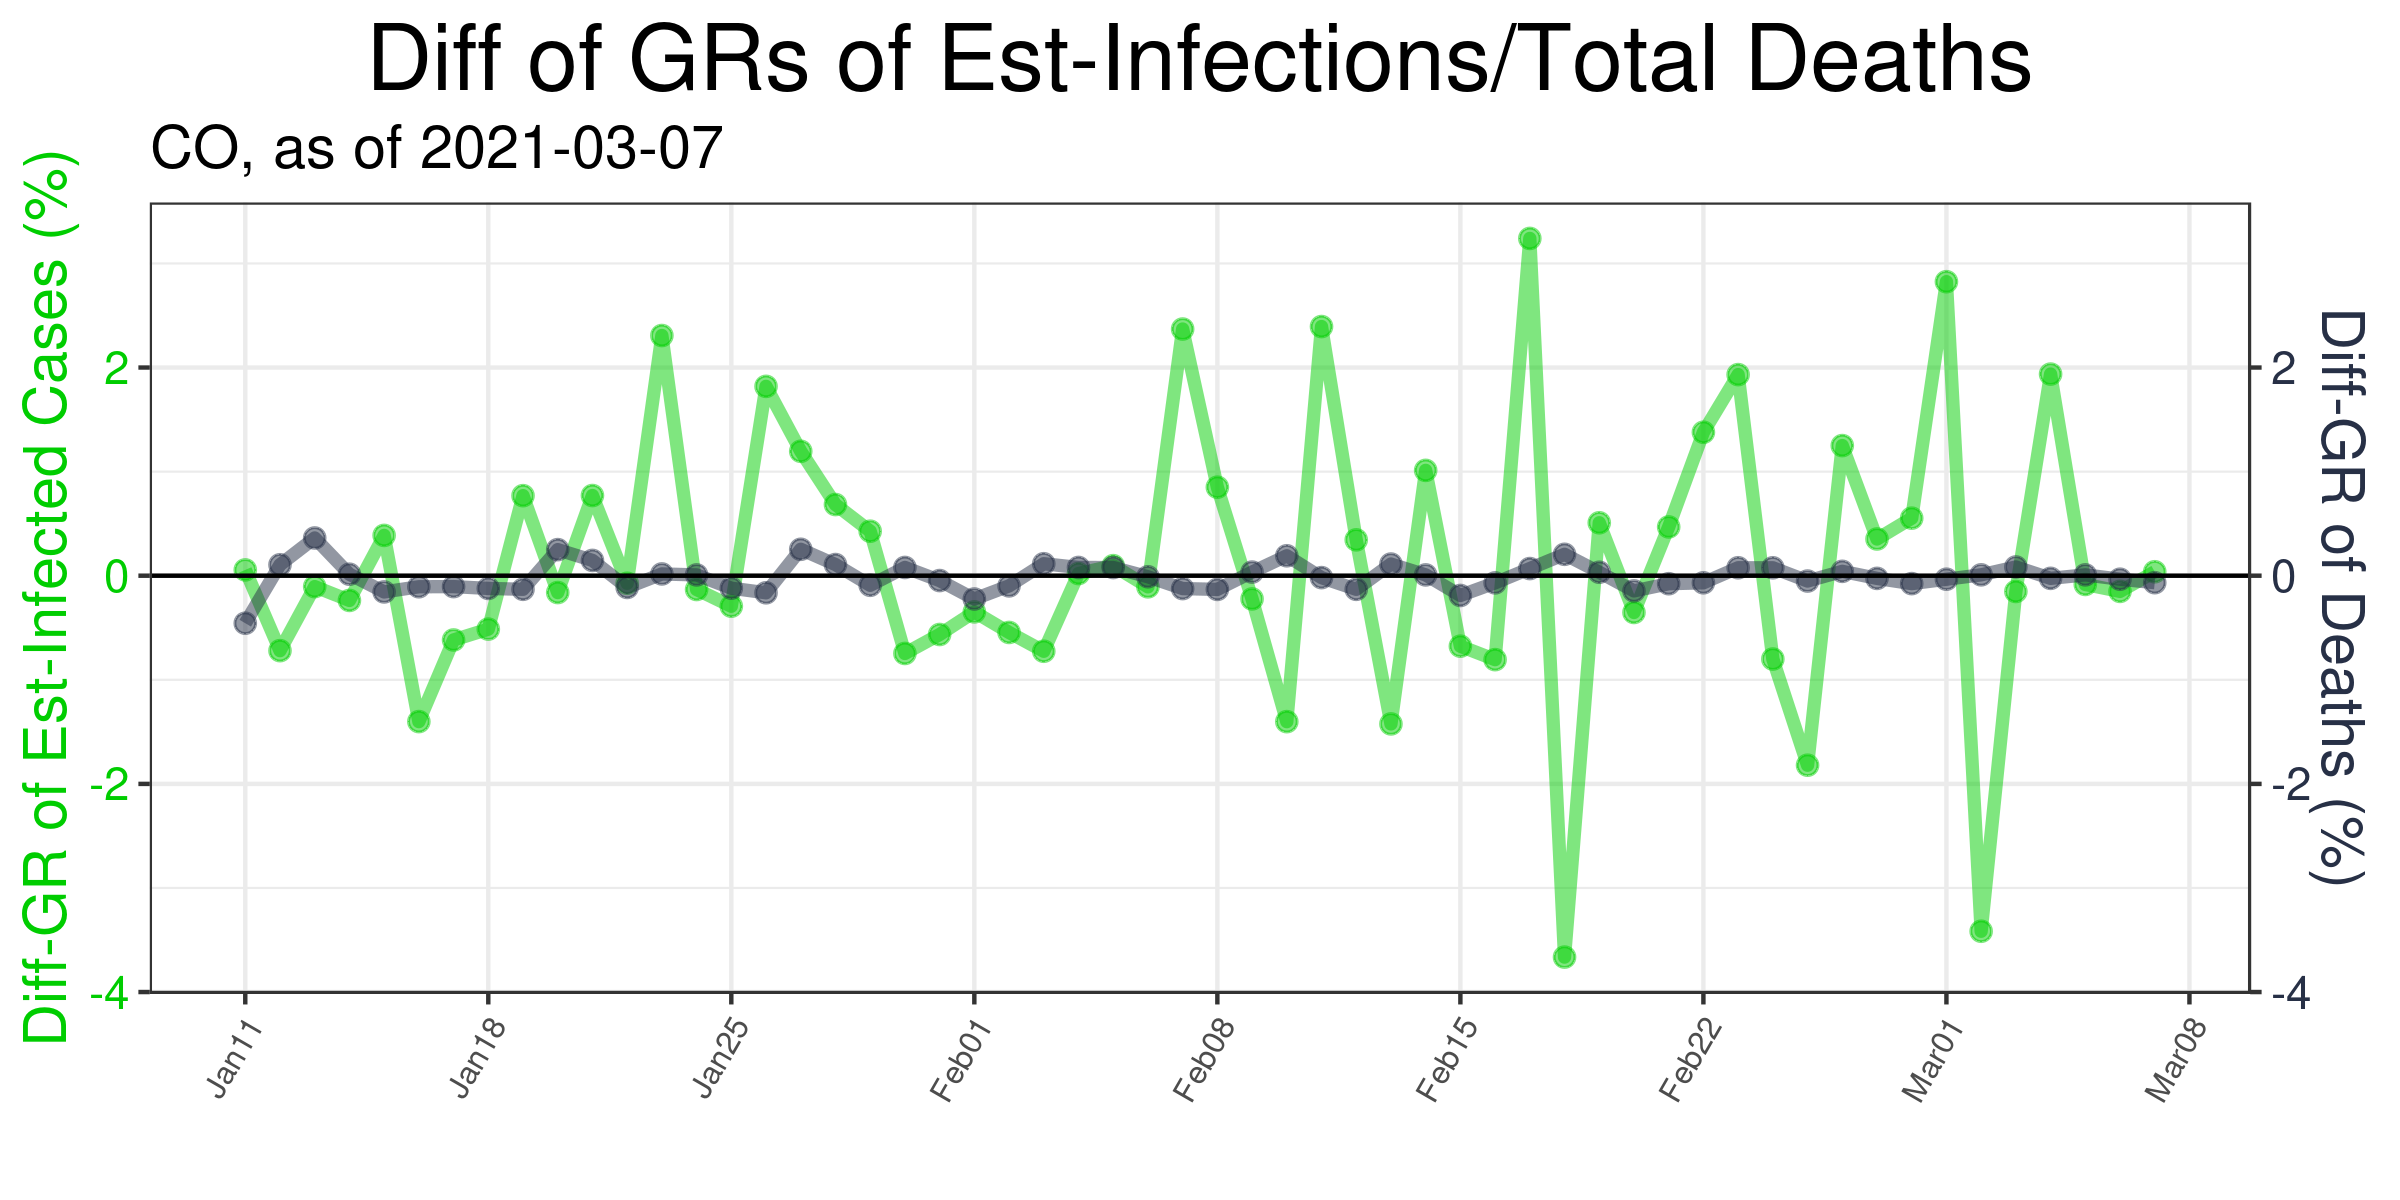 Diff of GRs of Est-Infections/Total Deaths
CO, as of 2021-03-07
Diff-GR of Est-Infected Cases (%)
2
0
-2
-4
2
0
-2
-4
Diff-GR of Deaths (%)
Jan11
Jan18
Jan25
Feb01
Feb08
Feb15
Feb22
Mar01
Mar08